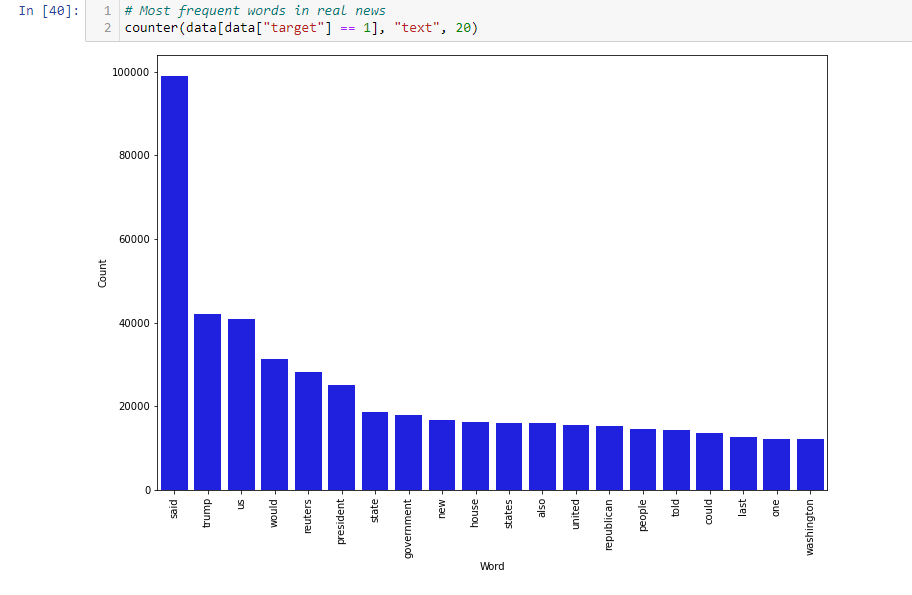 In [40]:
1 # Most frequent words in real news
2 counter(data[data["target"] == 1], "text", 20)
100000
80000
60000
40000
20000
0
Count
said
trump
us
would
reuters
president
state
government
new
house
states
also
united
republican
people
told
could
last
one
washington
Word